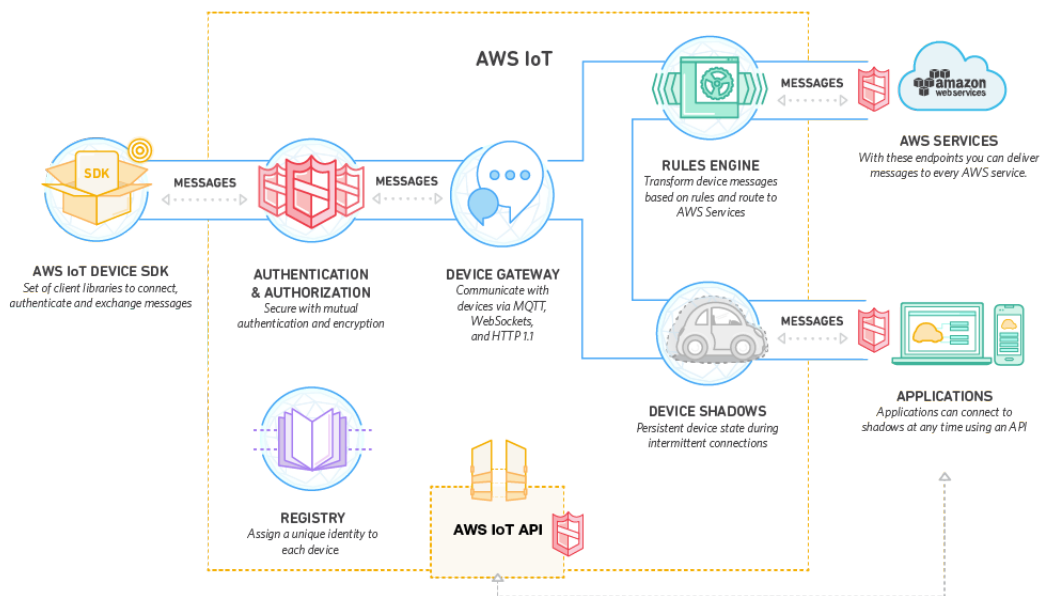 AWS IoT
MESSAGES
amazon
web services
AWS SERVICES
With these endpoints you can deliver
messages to every AWS service.
RULES ENGINE
Transform device messages
based on rules and route to
AWS Services
SDK
MESSAGES
MESSAGES
AWS IoT DEVICE SDK
Set of client libraries to connect,
authenticate and exchange messages
AUTHENTICATION
& AUTHORIZATION
Secure with mutual
authentication and encryption
DEVICE GATEWAY
Communicate with
devices via MQTT,
WebSockets,
and HTTP 1.1
MESSAGES
DEVICE SHADOWS
Persistent device state during
intermittent connections
APPLICATIONS
Applications can connect to
shadows at any time using an API
REGISTRY
Assign a unique identity to
each device
AWS IoT API